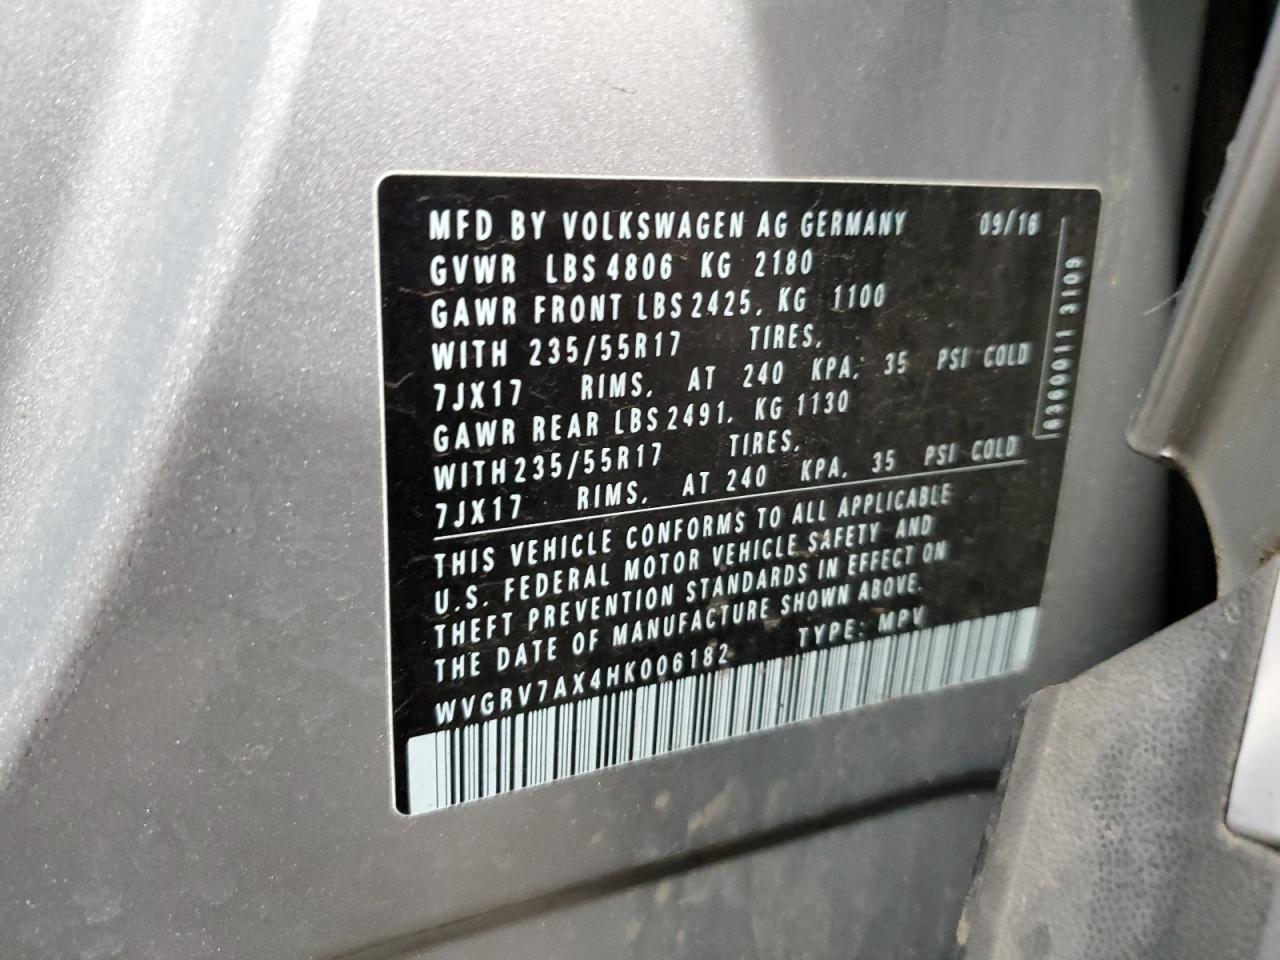 MFD BY VOLKSWAGEN AG GERMANY 09/16
GVWR LBS 4806 KG 2180
GAWR FRONT LBS 2425. KG 1100
WITH 235/55R17 TIRES,
7JX17 RIMS, AT 240 KPA, 35 PSI COLD
GAWR REAR LBS 2491. KG 1130
WITH 235/55R17 TIRES,
7JX17 RIMS, AT 240 KPA, 35 PSI COLD
THIS VEHICLE CONFORMS TO ALL APPLICABLE
U.S. FEDERAL MOTOR VEHICLE SAFETY AND
THEFT PREVENTION STANDARDS IN EFFECT ON
THE DATE OF MANUFACTURE SHOWN ABOVE.
WVGRV7AX4HK006182 TYPE: MPV
3109